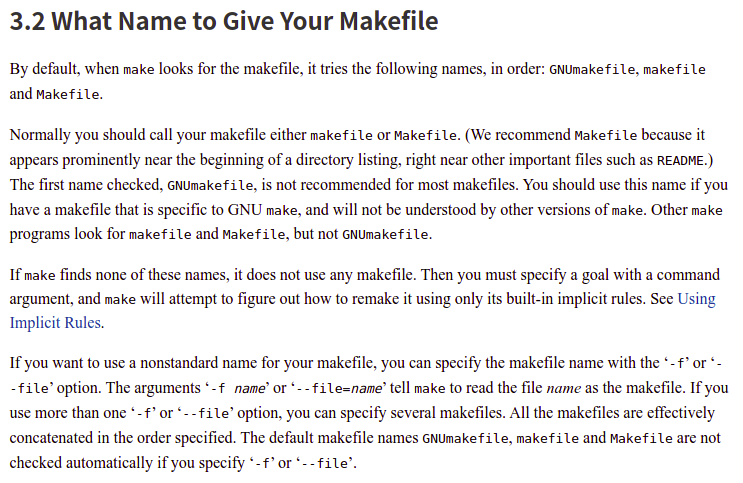 3.2 What Name to Give Your Makefile
By default, when make looks for the makefile, it tries the following names, in order: GNUmakefile, makefile
and Makefile.
Normally you should call your makefile either makefile or Makefile. (We recommend Makefile because it
appears prominently near the beginning of a directory listing, right near other important files such as README.)
The first name checked, GNUmakefile, is not recommended for most makefiles. You should use this name if you
have a makefile that is specific to GNU make, and will not be understood by other versions of make. Other make
programs look for makefile and Makefile, but not GNUmakefile.
If make finds none of these names, it does not use any makefile. Then you must specify a goal with a command
argument, and make will attempt to figure out how to remake it using only its built-in implicit rules. See Using
Implicit Rules.
If you want to use a nonstandard name for your makefile, you can specify the makefile name with the ‘-f’ or ‘-
-file’ option. The arguments ‘-f name’ or ‘--file=name’ tell make to read the file name as the makefile. If you
use more than one ‘-f’ or ‘--file’ option, you can specify several makefiles. All the makefiles are effectively
concatenated in the order specified. The default makefile names GNUmakefile, makefile and Makefile are not
checked automatically if you specify ‘-f’ or ‘--file’.